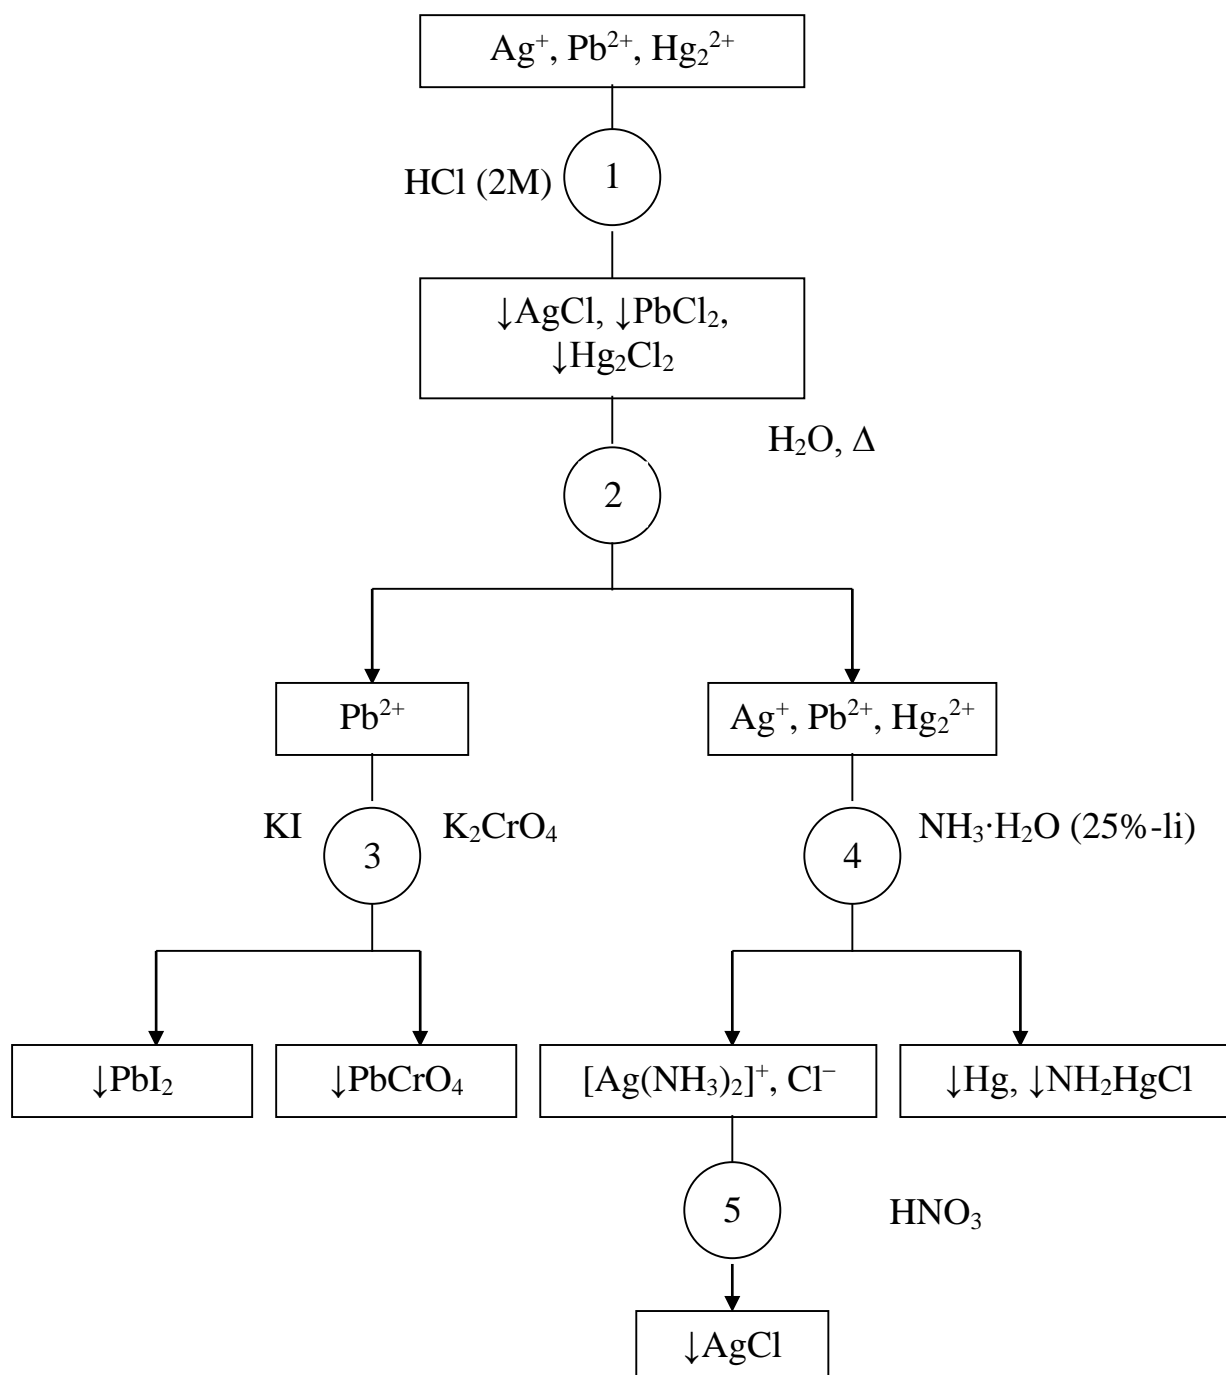 Ag⁺, Pb²⁺, Hg₂²⁺
HCl (2M)
1
↓AgCl, ↓PbCl₂,
↓Hg₂Cl₂
H₂O, Δ
2
Pb²⁺
Ag⁺, Pb²⁺, Hg₂²⁺
KI
3
K₂CrO₄
4
NH₃·H₂O (25%-li)
↓PbI₂
↓PbCrO₄
[Ag(NH₃)₂]⁺, Cl⁻
↓Hg, ↓NH₂HgCl
5
HNO₃
↓AgCl